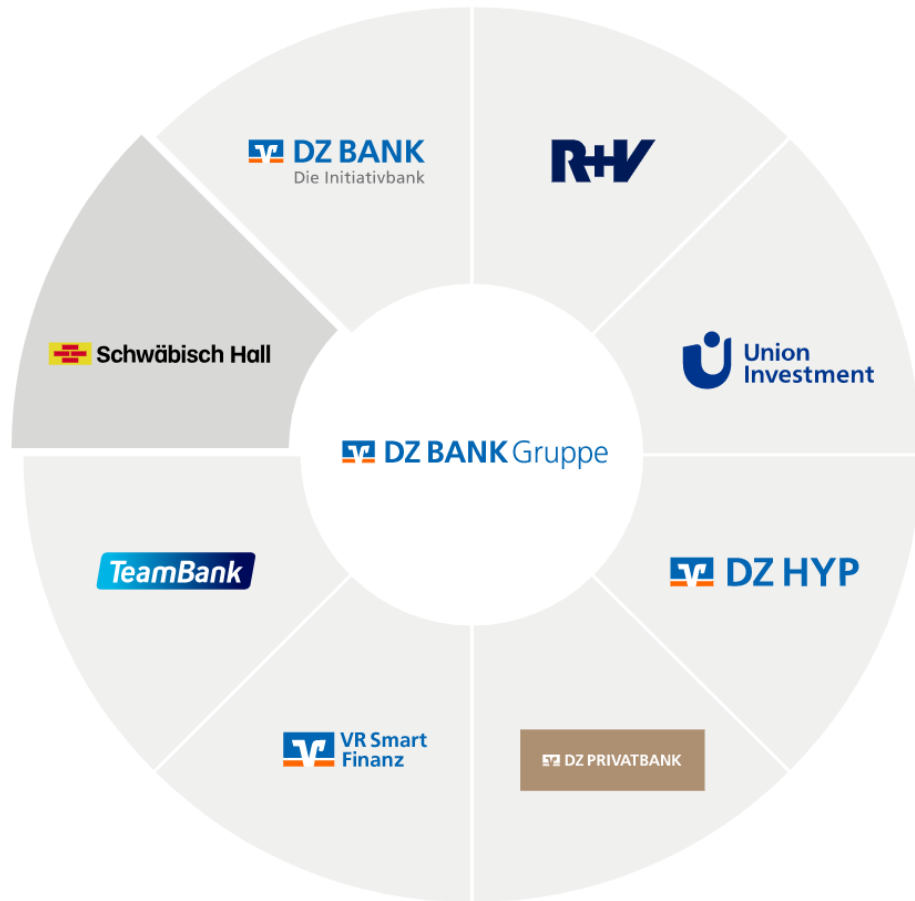 DZ BANK
Die Initiativbank
R+V
Schwäbisch Hall
Union
Investment
DZ BANK Gruppe
TeamBank
DZ HYP
VR Smart
Finanz
DZ PRIVATBANK